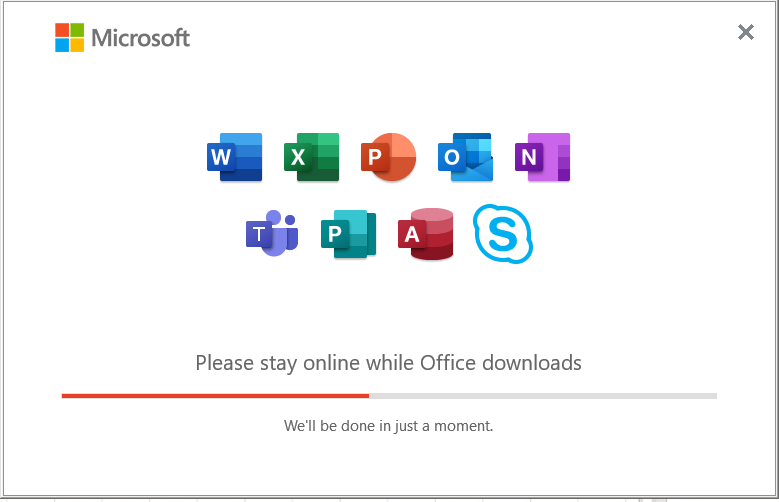 Microsoft
W X P O N
T P A S
Please stay online while Office downloads
We'll be done in just a moment.